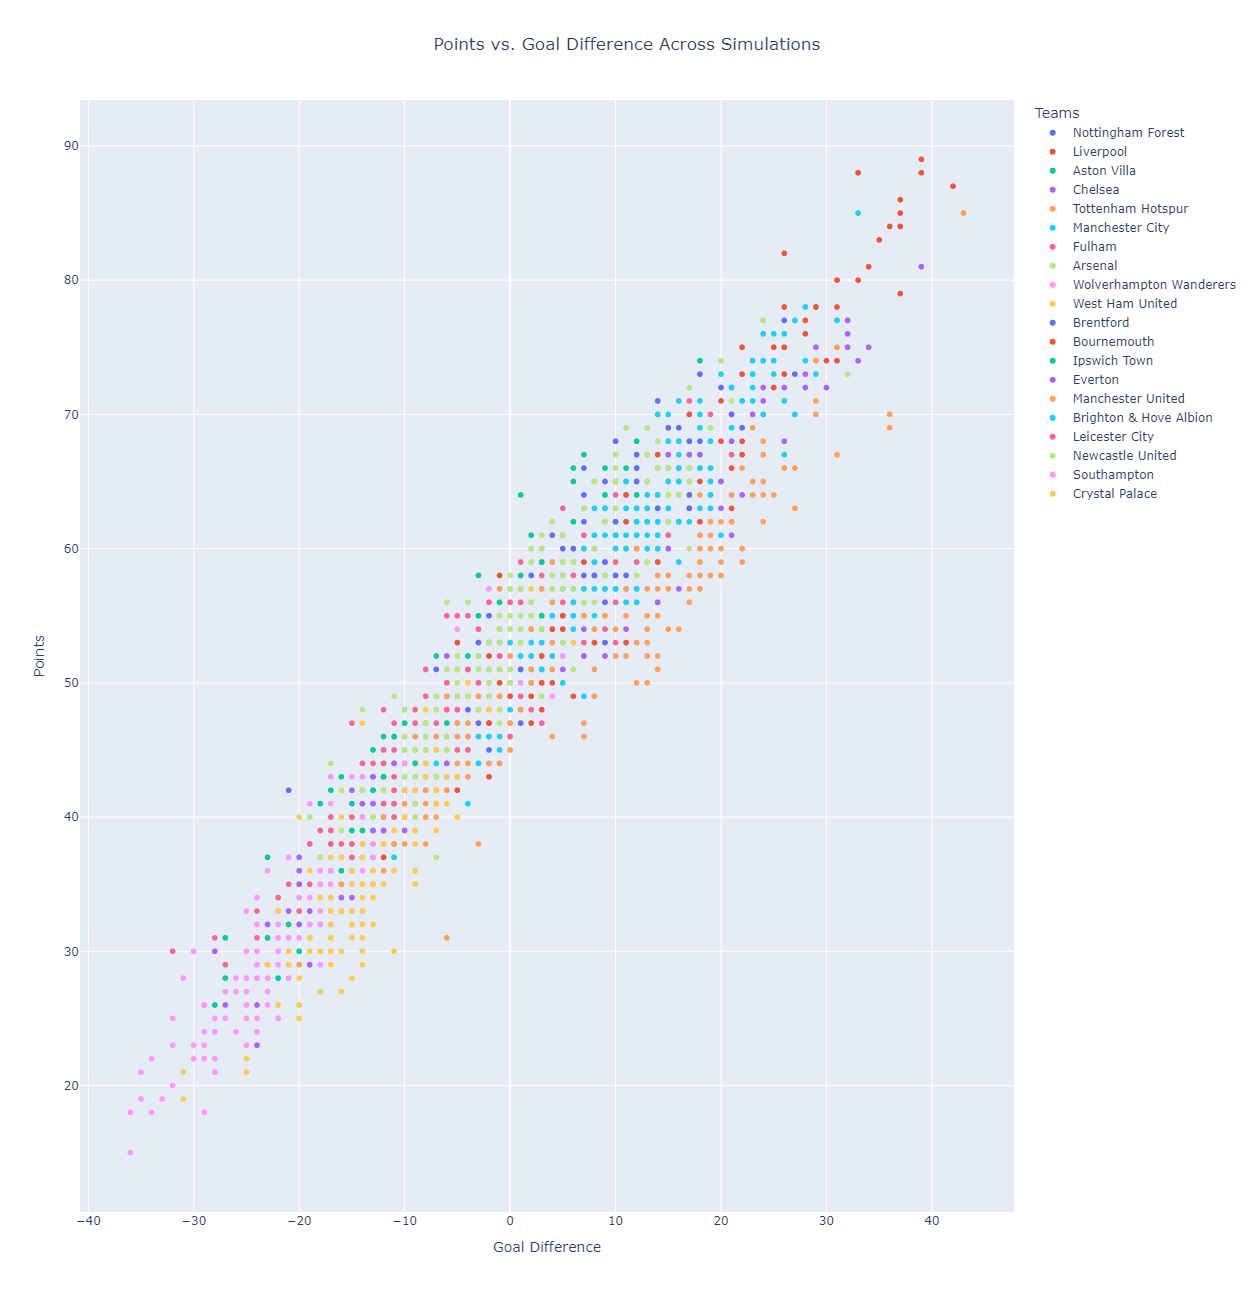 Points vs. Goal Difference Across Simulations
Teams
Nottingham Forest
Liverpool
Aston Villa
Chelsea
Tottenham Hotspur
Manchester City
Fulham
Arsenal
Wolverhampton Wanderers
West Ham United
Brentford
Bournemouth
Ipswich Town
Everton
Manchester United
Brighton & Hove Albion
Leicester City
Newcastle United
Southampton
Crystal Palace
Points
90
80
70
60
50
40
30
20
−40 −30 −20 −10 0 10 20 30 40
Goal Difference